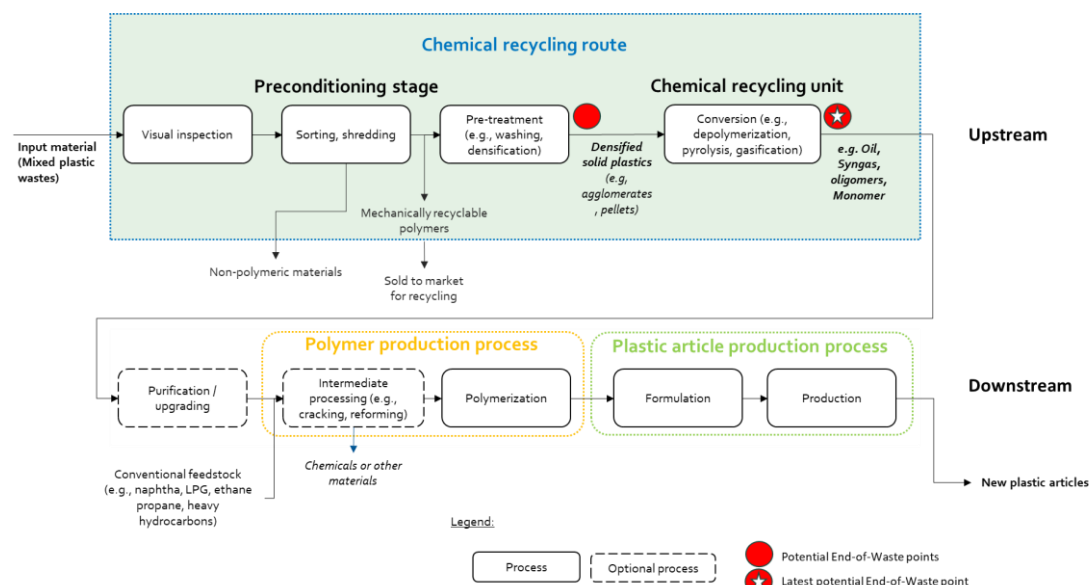 Chemical recycling route
Preconditioning stage
Chemical recycling unit
Input material
(Mixed plastic
wastes)
Visual inspection
Sorting, shredding
Pre-treatment
(e.g., washing,
densification)
Densified
solid plastics
(e.g,
agglomerates
, pellets)
Conversion (e.g.,
depolymerization,
pyrolysis, gasification)
e.g. Oil,
Syngas,
oligomers,
Monomer
Upstream
Mechanically recyclable
polymers
Non-polymeric materials
Sold to market
for recycling
Polymer production process
Plastic article production process
Downstream
Purification /
upgrading
Intermediate
processing (e.g.,
cracking, reforming)
Polymerization
Formulation
Production
Chemicals or other
materials
Conventional feedstock
(e.g., naphtha, LPG, ethane
propane, heavy
hydrocarbons)
New plastic articles
Legend:
Process
Optional process
Potential End-of-Waste points
Latest potential End-of-Waste point